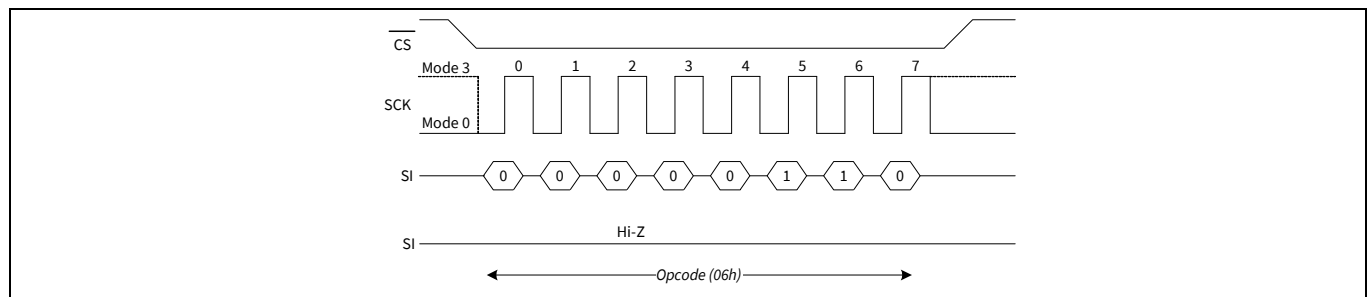 CS
Mode 3 0 1 2 3 4 5 6 7
SCK
Mode 0
SI 0 0 0 0 0 1 1 0
Hi-Z
SI
Opcode (06h)